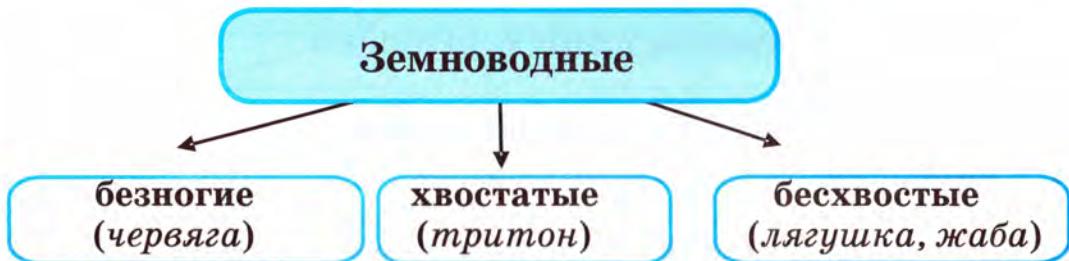 Земноводные
безногие
(червяга)
хвостатые
(тритон)
бесхвостые
(лягушка, жаба)